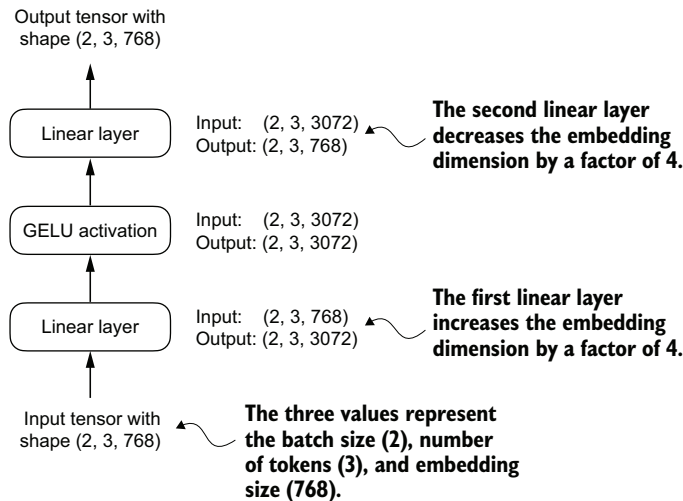 Output tensor with
shape (2, 3, 768)
Linear layer
Input: (2, 3, 3072)
Output: (2, 3, 768)
The second linear layer
decreases the embedding
dimension by a factor of 4.
GELU activation
Input: (2, 3, 3072)
Output: (2, 3, 3072)
Linear layer
Input: (2, 3, 768)
Output: (2, 3, 3072)
The first linear layer
increases the embedding
dimension by a factor of 4.
Input tensor with
shape (2, 3, 768)
The three values represent
the batch size (2), number
of tokens (3), and embedding
size (768).